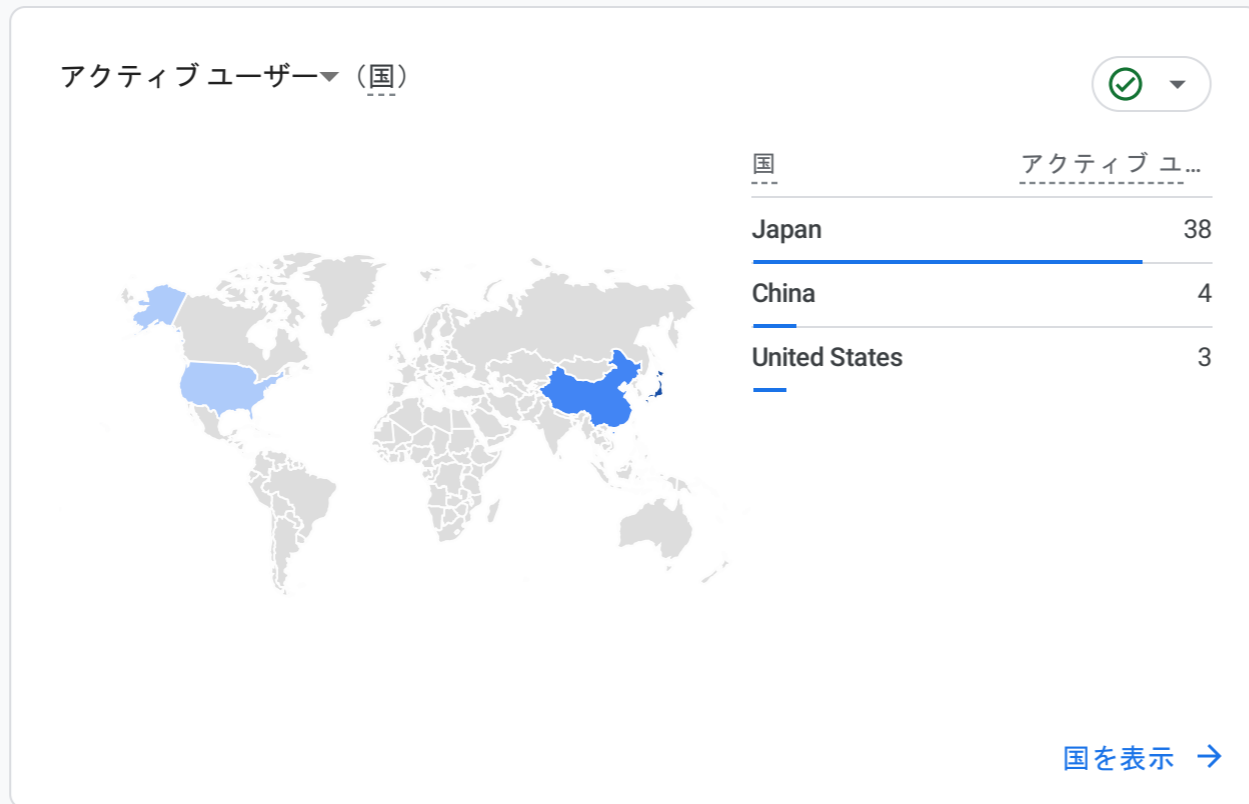 アクティブ ユーザー（国）
国 アクティブ ユ...
Japan 38
China 4
United States 3
国を表示